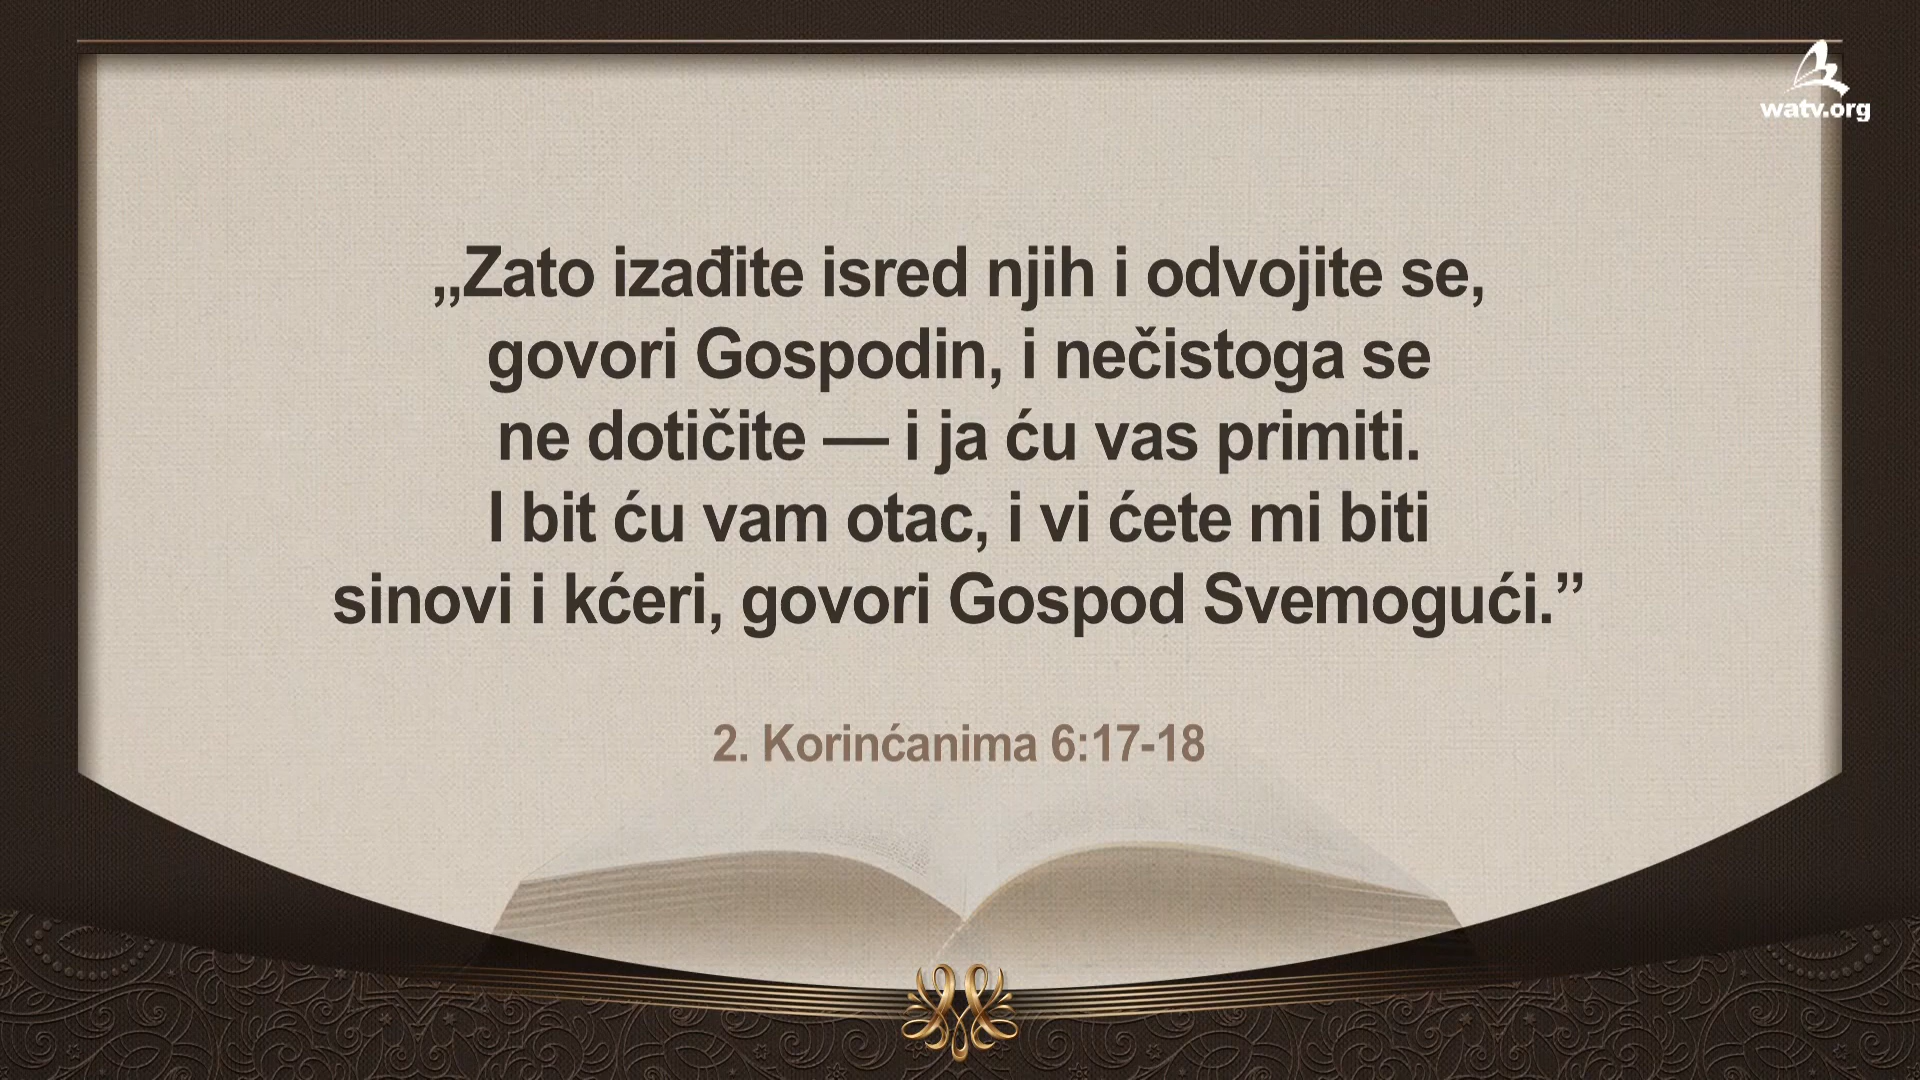 watv.org
„Zato izađite isred njih i odvojite se,
govori Gospodin, i nečistoga se
ne dotičite — i ja ću vas primiti.
I bit ću vam otac, i vi ćete mi biti
sinovi i kćeri, govori Gospod Svemogući.”
2. Korinćanima 6:17-18